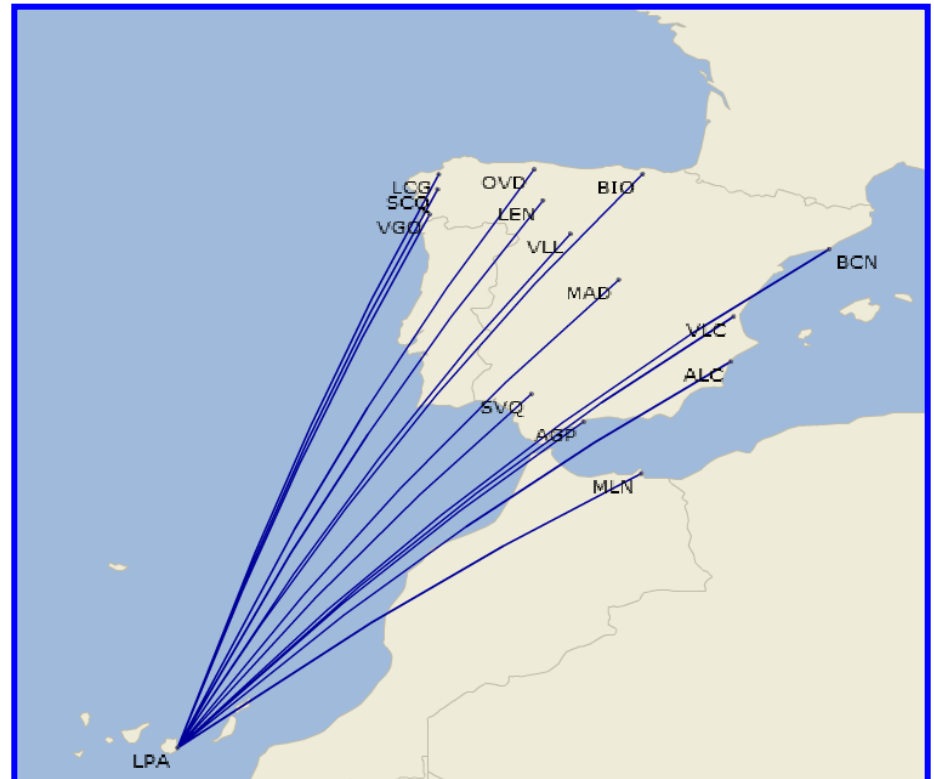 LCG
OVD
BIO
SCQ
LEN
VGO
VLL
BCN
MAD
VLC
ALC
SVQ
AGP
MLN
LPA